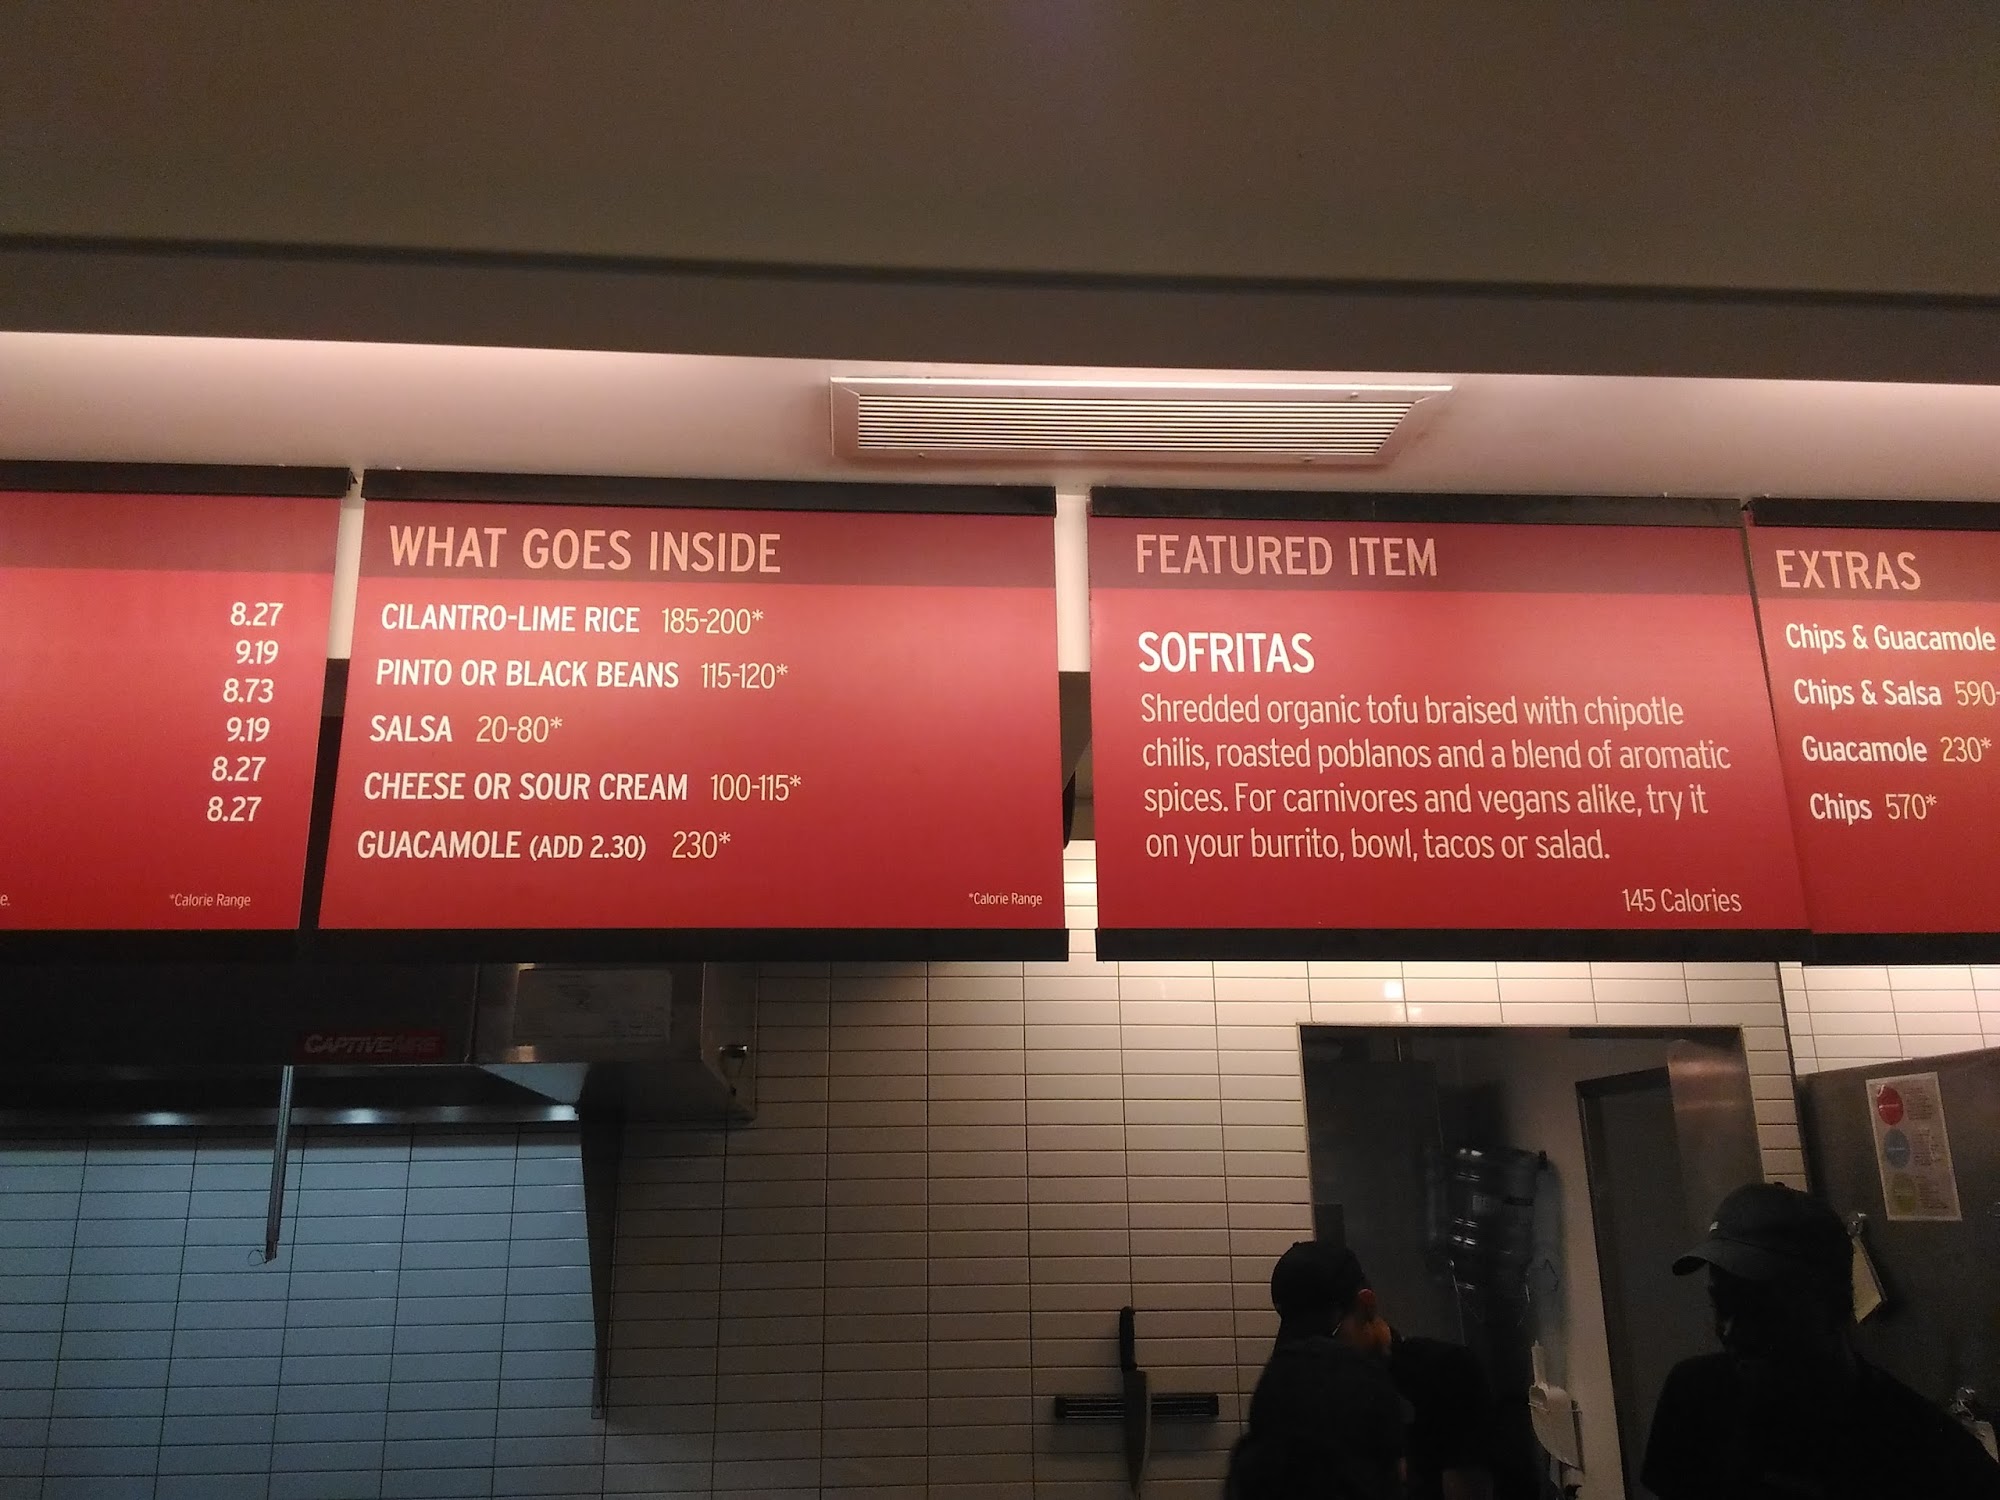 8.27
9.19
8.73
9.19
8.27
8.27
e.
*Calorie Range
WHAT GOES INSIDE
CILANTRO-LIME RICE 185-200*
PINTO OR BLACK BEANS 115-120*
SALSA 20-80*
CHEESE OR SOUR CREAM 100-115*
GUACAMOLE (ADD 2.30) 230*
*Calorie Range
FEATURED ITEM
SOFRITAS
Shredded organic tofu braised with chipotle
chilis, roasted poblanos and a blend of aromatic
spices. For carnivores and vegans alike, try it
on your burrito, bowl, tacos or salad.
145 Calories
EXTRAS
Chips & Guacamole
Chips & Salsa 590-
Guacamole 230*
Chips 570*
CAPTIVEAIRE